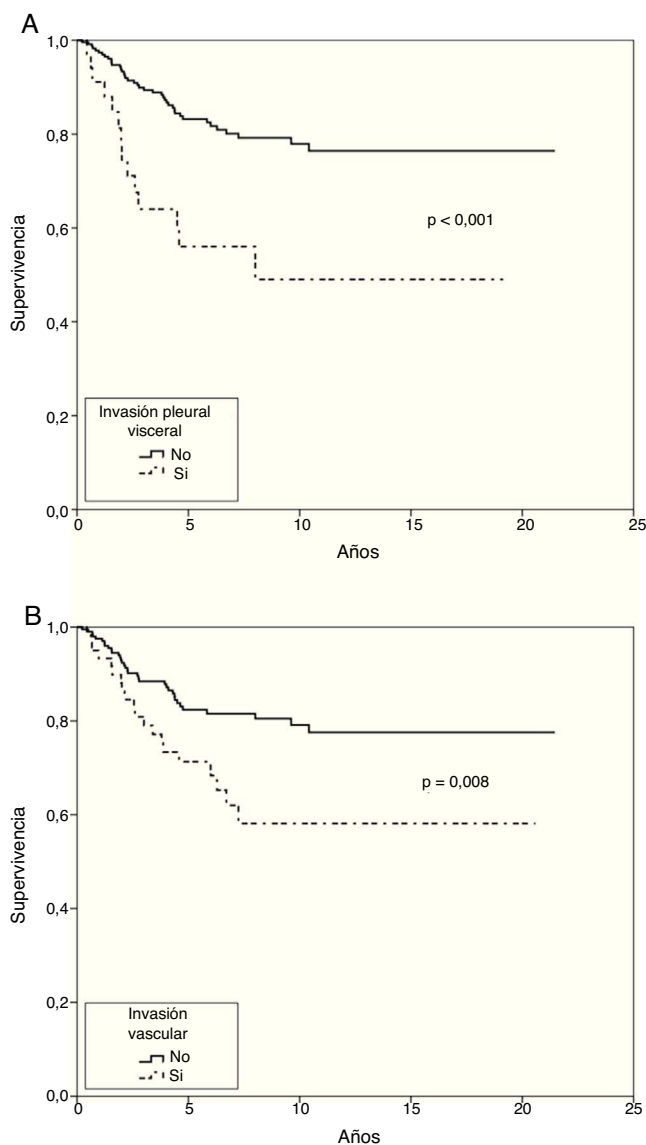 A
1,0
0,8
0,6
0,4
0,2
0,0
Supervivencia
p < 0,001
Invasión pleural
visceral
No
Si
0 5 10 15 20 25
Años
B
1,0
0,8
0,6
0,4
0,2
0,0
Supervivencia
p = 0,008
Invasión
vascular
No
Si
0 5 10 15 20 25
Años